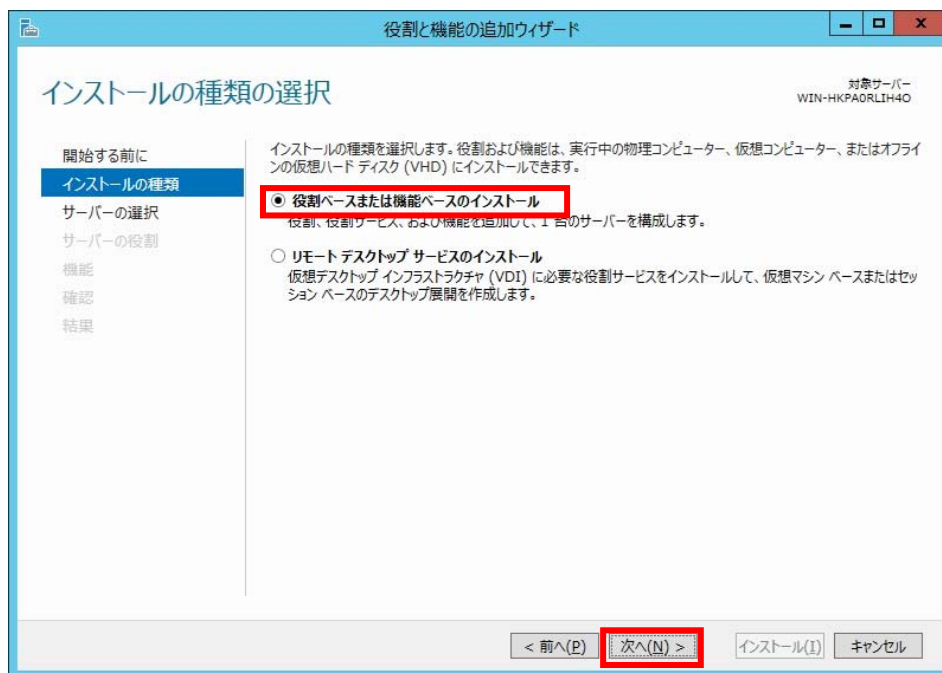 役割と機能の追加ウィザード
インストールの種類の選択
対象サーバー
WIN-HKPA0RLIH4O
開始する前に
インストールの種類
サーバーの選択
サーバーの役割
機能
確認
結果
インストールの種類を選択します。役割および機能は、実行中の物理コンピューター、仮想コンピューター、またはオフライ
ンの仮想ハード ディスク (VHD) にインストールできます。
役割ベースまたは機能ベースのインストール
役割、役割サービス、および機能を追加して、1 台のサーバーを構成します。
リモート デスクトップ サービスのインストール
仮想デスクトップ インフラストラクチャ (VDI) に必要な役割サービスをインストールして、仮想マシン ベースまたはセッ
ション ベースのデスクトップ展開を作成します。
< 前へ(P) 次へ(N) > インストール(I) キャンセル